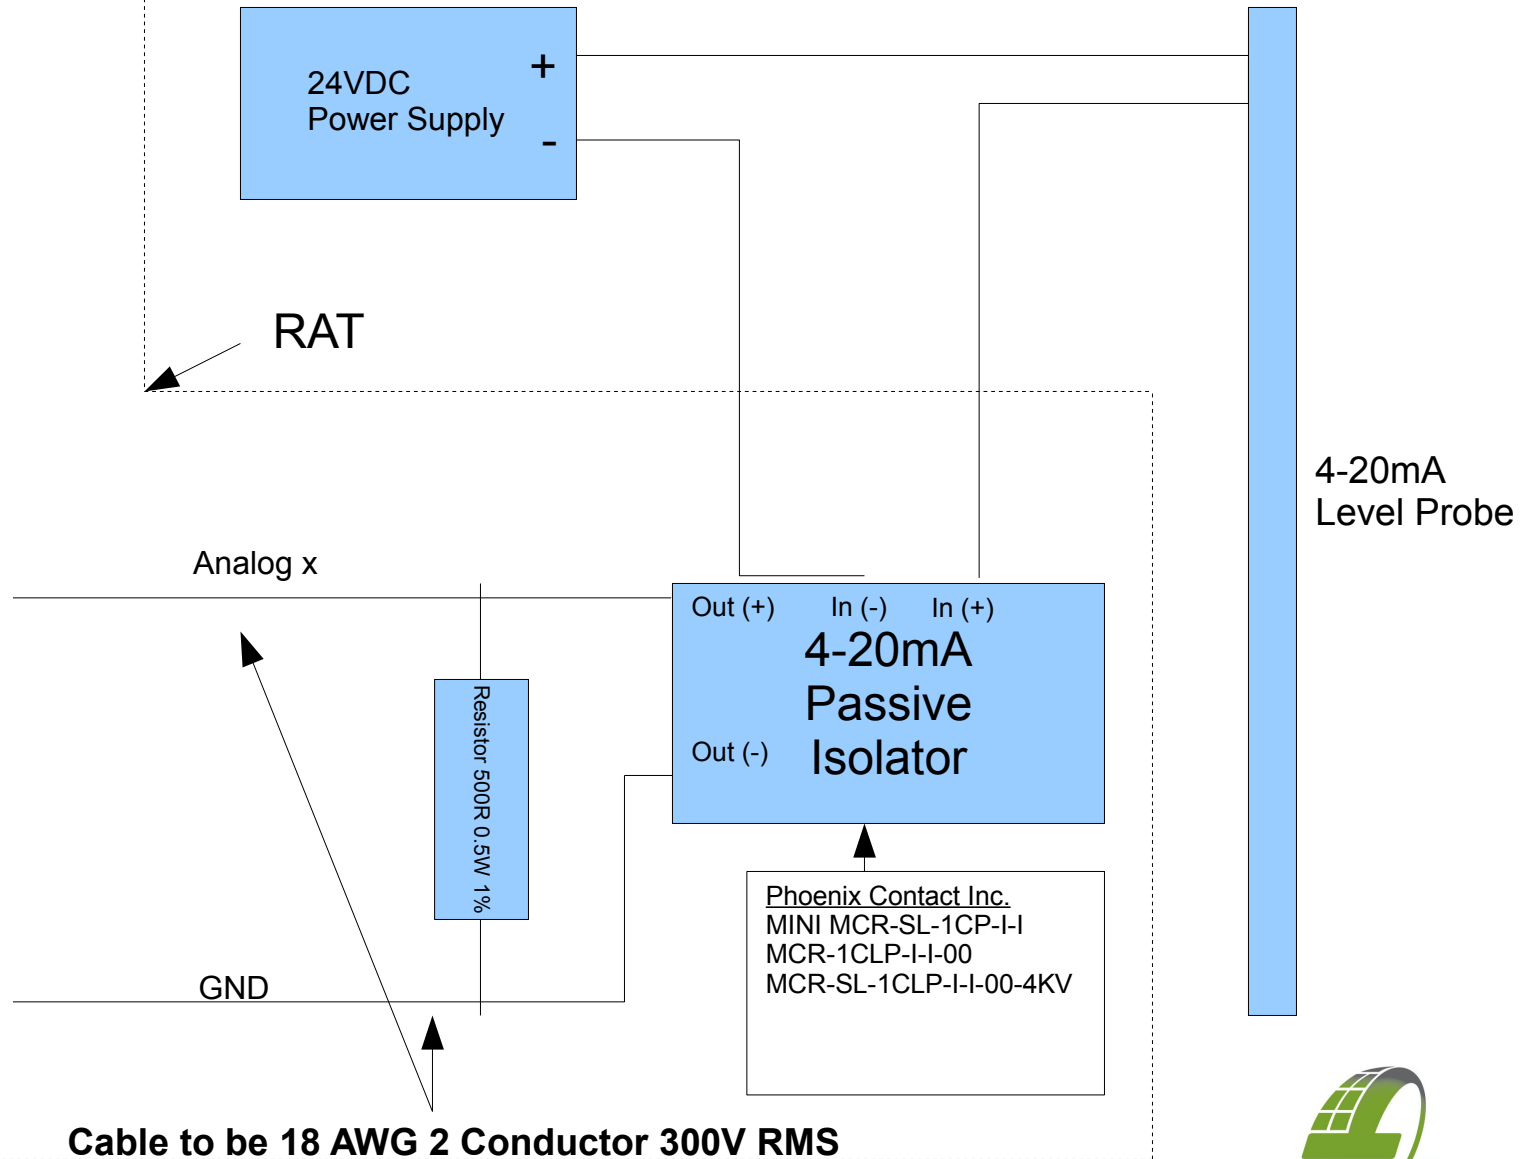 24VDC
Power Supply
+
-
RAT
4-20mA
Level Probe
Analog x
Out (+)
In (-)
In (+)
4-20mA
Passive
Isolator
Out (-)
Resistor 500R 0.5W 1%
Phoenix Contact Inc.
MINI MCR-SL-1CP-I-I
MCR-1CLP-I-I-00
MCR-SL-1CLP-I-I-00-4KV
GND
Cable to be 18 AWG 2 Conductor 300V RMS